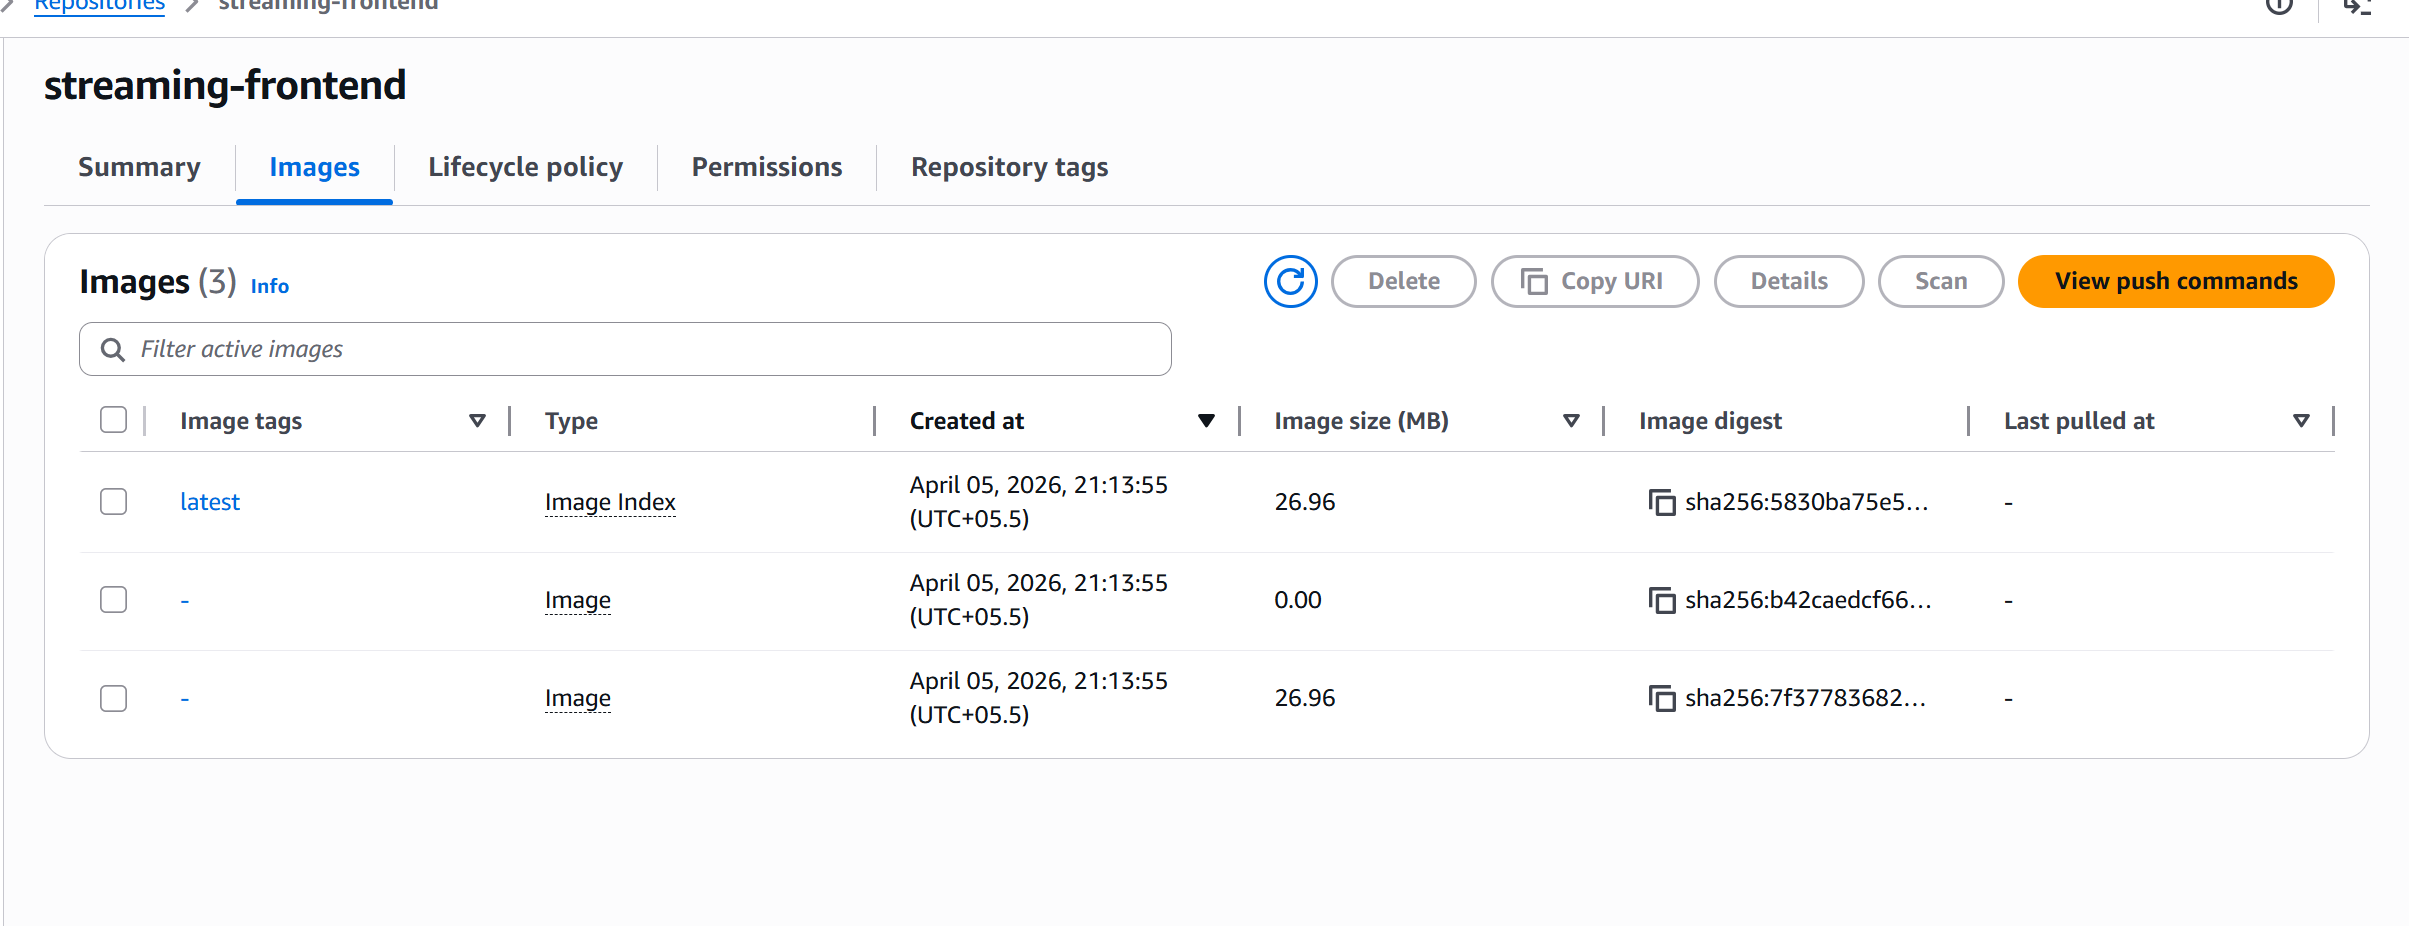 Repositories streaming-frontend
streaming-frontend
Summary Images Lifecycle policy Permissions Repository tags
Images (3) Info Delete Copy URI Details Scan View push commands
Filter active images
Image tags Type Created at Image size (MB) Image digest Last pulled at
latest Image Index April 05, 2026, 21:13:55 (UTC+05.5) 26.96 sha256:5830ba75e5... -
- Image April 05, 2026, 21:13:55 (UTC+05.5) 0.00 sha256:b42caedcf66... -
- Image April 05, 2026, 21:13:55 (UTC+05.5) 26.96 sha256:7f37783682... -